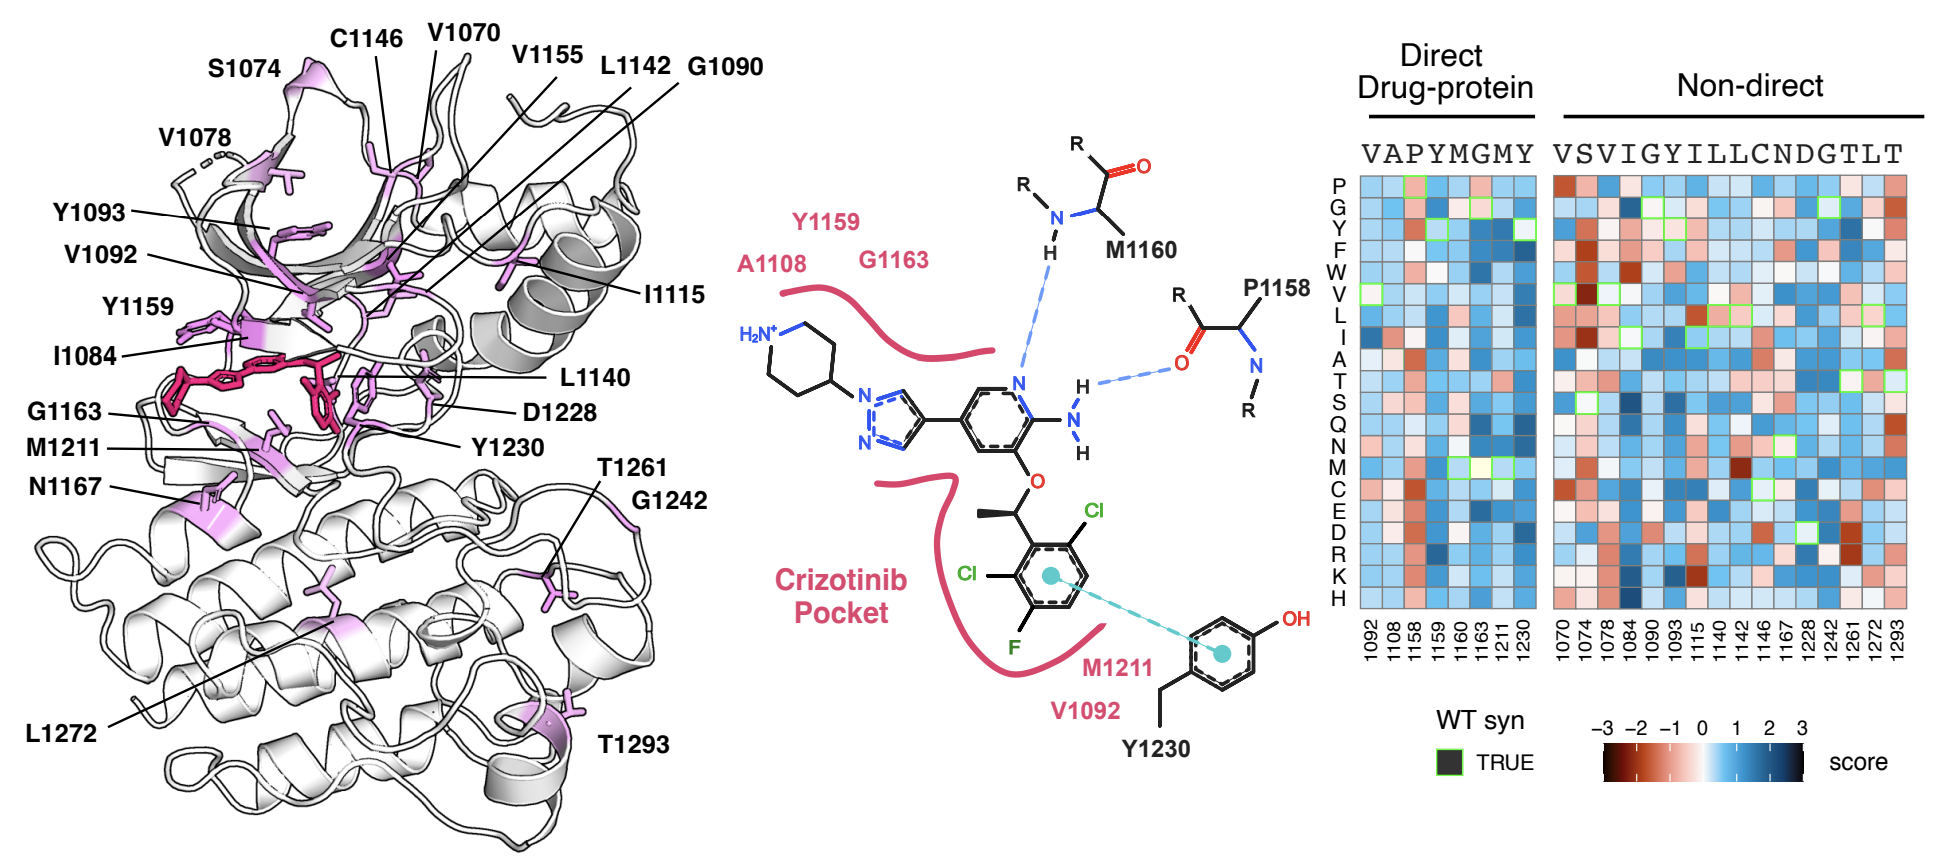 C1146
V1070
V1155
L1142
G1090
S1074
V1078
Y1093
V1092
Y1159
I1084
G1163
M1211
N1167
I1115
L1140
D1228
Y1230
T1261
G1242
L1272
T1293
R
O
R
N
H
M1160
Y1159
G1163
A1108
R
P1158
O
N
R
H₂N⁺
N
N
N
N
H
N
H
O
Cl
Cl
F
Crizotinib
Pocket
OH
M1211
V1092
Y1230
Direct
Drug-protein
Non-direct
VAPYMGMY
VSVIGYILLCNDGTLT
P
G
Y
F
W
V
L
I
A
T
S
Q
N
M
C
E
D
R
K
H
1092 1108 1158 1159 1160 1163 1211 1230
1070 1074 1078 1084 1090 1093 1115 1140 1142 1146 1167 1228 1242 1261 1272 1293
WT syn
TRUE
−3 −2 −1 0 1 2 3
score